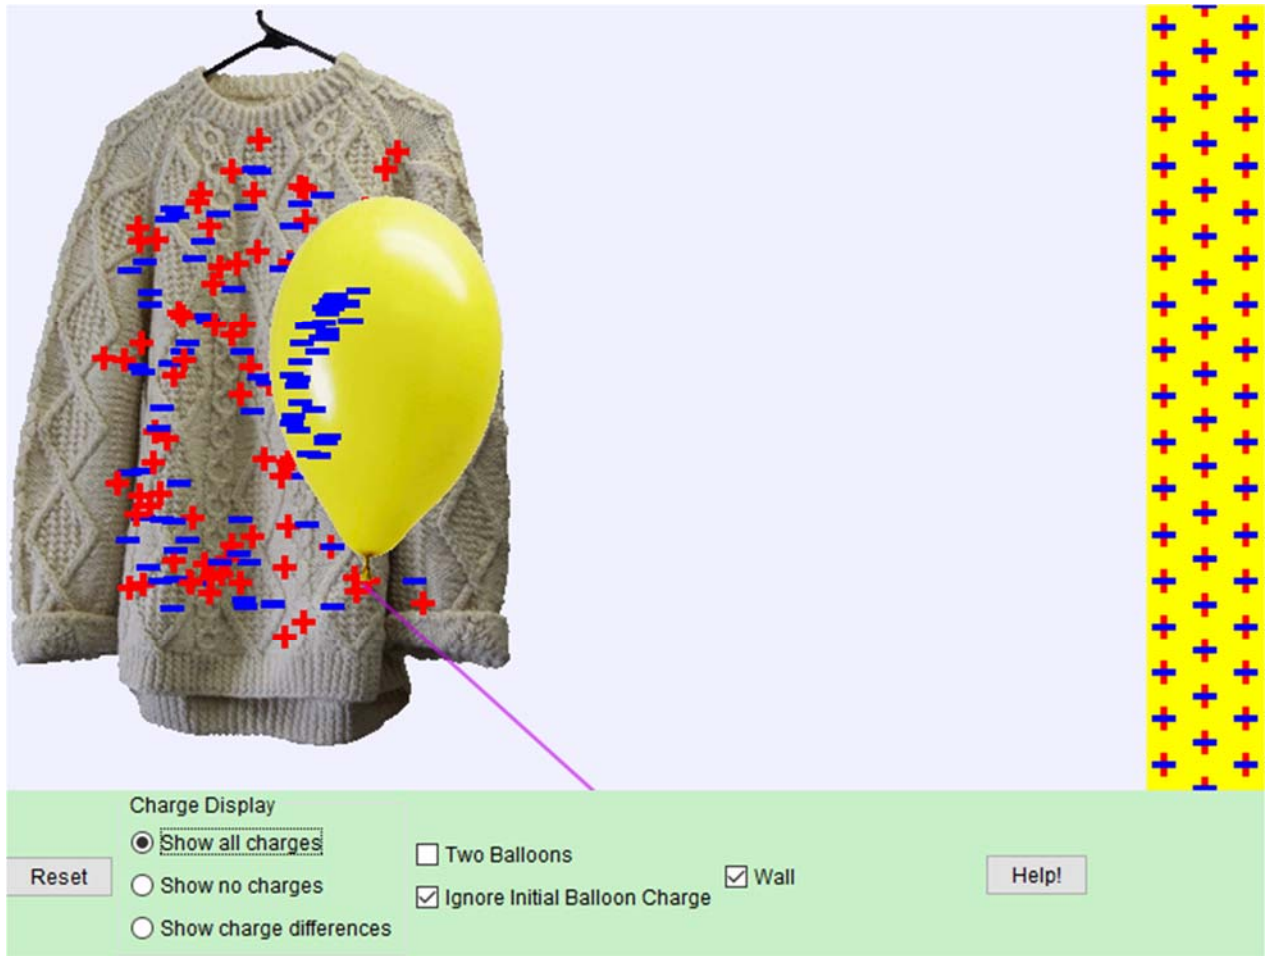 Charge Display
Show all charges
Show no charges
Show charge differences
Reset
Two Balloons
Ignore Initial Balloon Charge
Wall
Help!